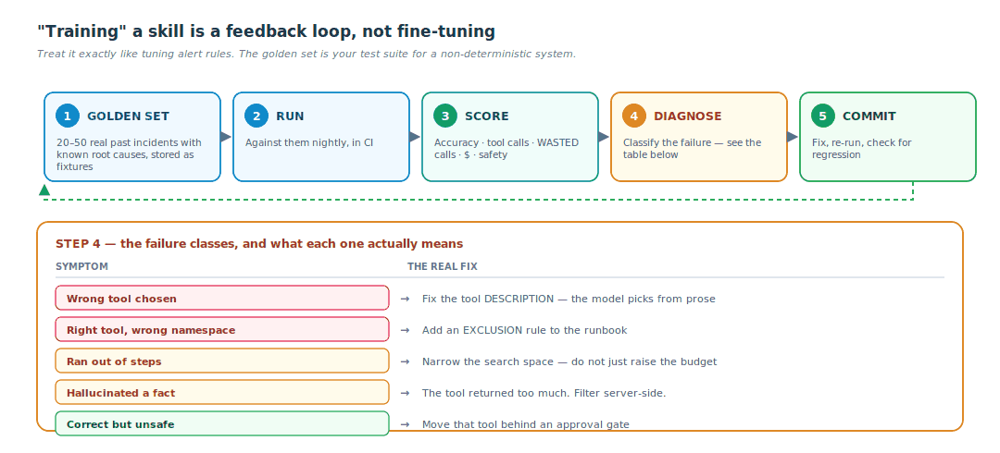 "Training" a skill is a feedback loop, not fine-tuning
Treat it exactly like tuning alert rules. The golden set is your test suite for a non-deterministic system.
1 GOLDEN SET
20–50 real past incidents with
known root causes, stored as
fixtures
2 RUN
Against them nightly, in CI
3 SCORE
Accuracy · tool calls · WASTED
calls · $ · safety
4 DIAGNOSE
Classify the failure — see the
table below
5 COMMIT
Fix, re-run, check for
regression
STEP 4 — the failure classes, and what each one actually means
SYMPTOM THE REAL FIX
Wrong tool chosen → Fix the tool DESCRIPTION — the model picks from prose
Right tool, wrong namespace → Add an EXCLUSION rule to the runbook
Ran out of steps → Narrow the search space — do not just raise the budget
Hallucinated a fact → The tool returned too much. Filter server-side.
Correct but unsafe → Move that tool behind an approval gate